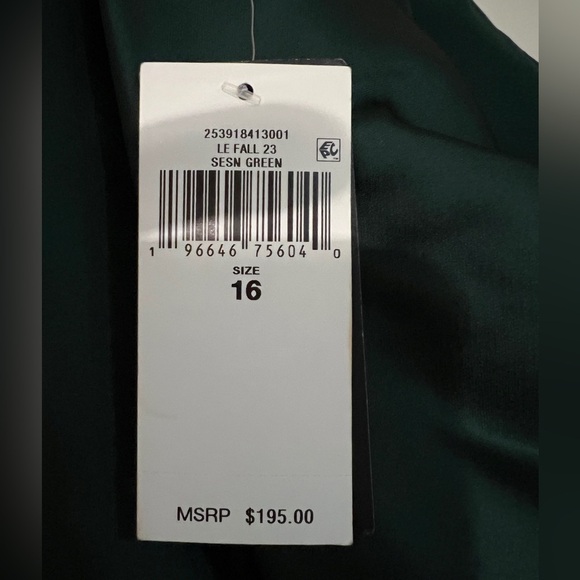 253918413001
LE FALL 23
SESN GREEN
1 96646 75604 0
SIZE
16
MSRP $195.00